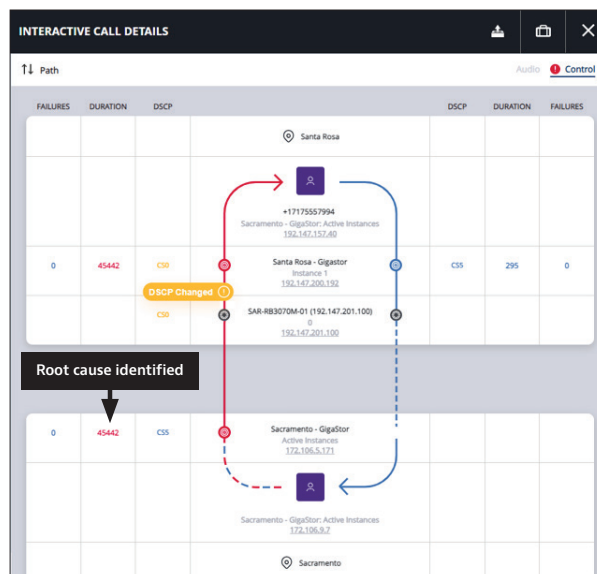 INTERACTIVE CALL DETAILS
Path
Audio
Control
FAILURES DURATION DSCP DSCP DURATION FAILURES
Santa Rosa
+17175557994
Sacramento - GigaStor: Active Instances
192.147.157.40
0 45442 CS0 Santa Rosa - Gigastor CS5 295 0
Instance 1
192.147.200.192
DSCP Changed
CS0 SAR-RB3070M-01 (192.147.201.100)
0
192.147.201.100
Root cause identified
0 45442 CS5 Sacramento - GigaStor
Active Instances
172.106.5.171
Sacramento - GigaStor: Active Instances
172.106.9.7
Sacramento